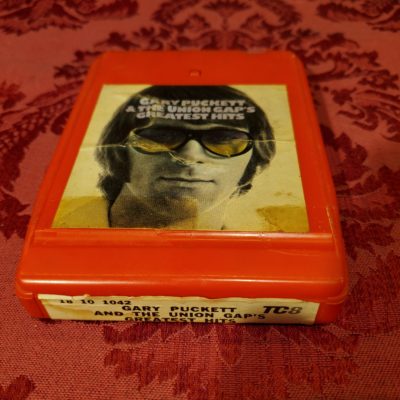 GARY PUCKETT
& THE UNION GAP'S
GREATEST HITS
18 10 1042
GARY PUCKETT TC8
AND THE UNION GAP'S
GREATEST HITS